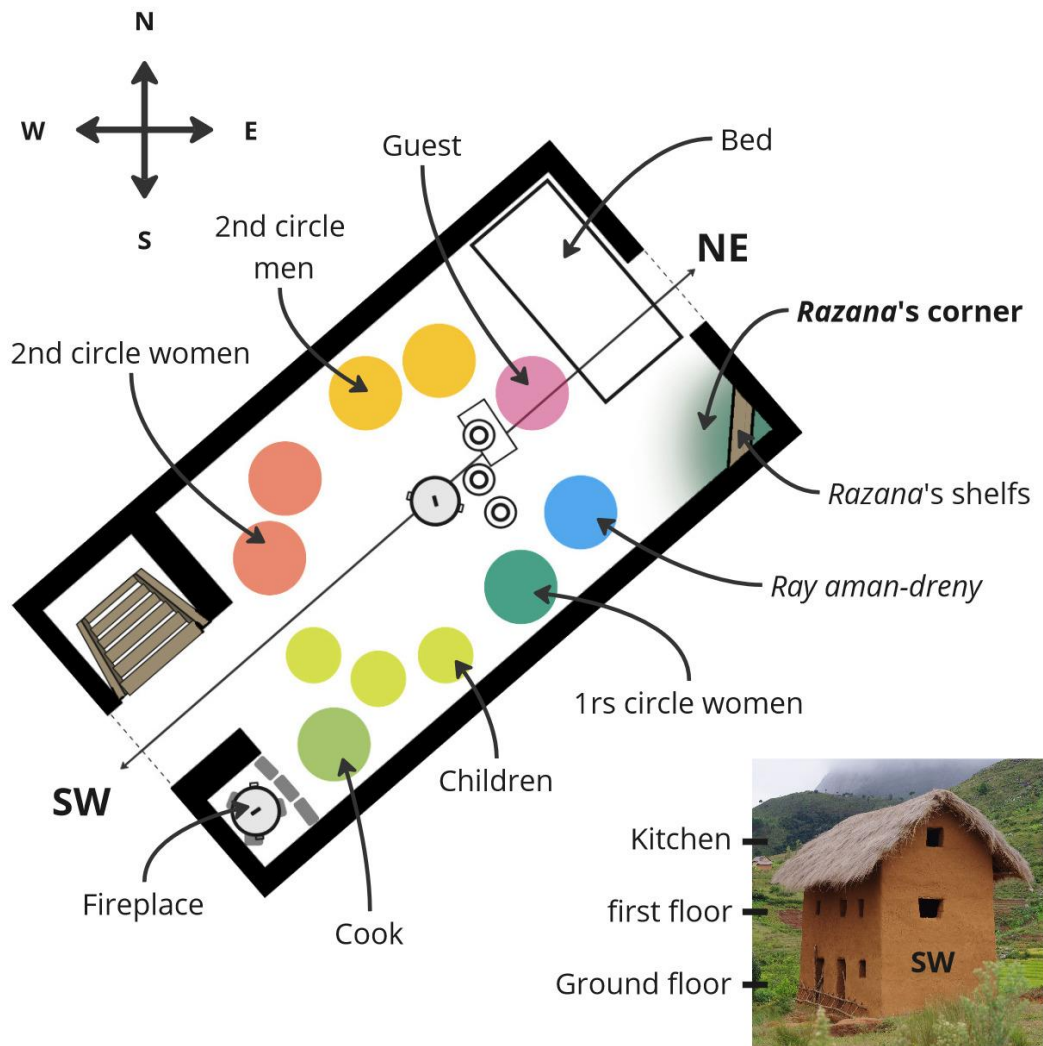 N
W
E
S
Guest
Bed
2nd circle
men
NE
Razana's corner
2nd circle women
Razana's shelfs
Ray aman-dreny
1rs circle women
Children
SW
Fireplace
Cook
Kitchen
first floor
Ground floor
SW